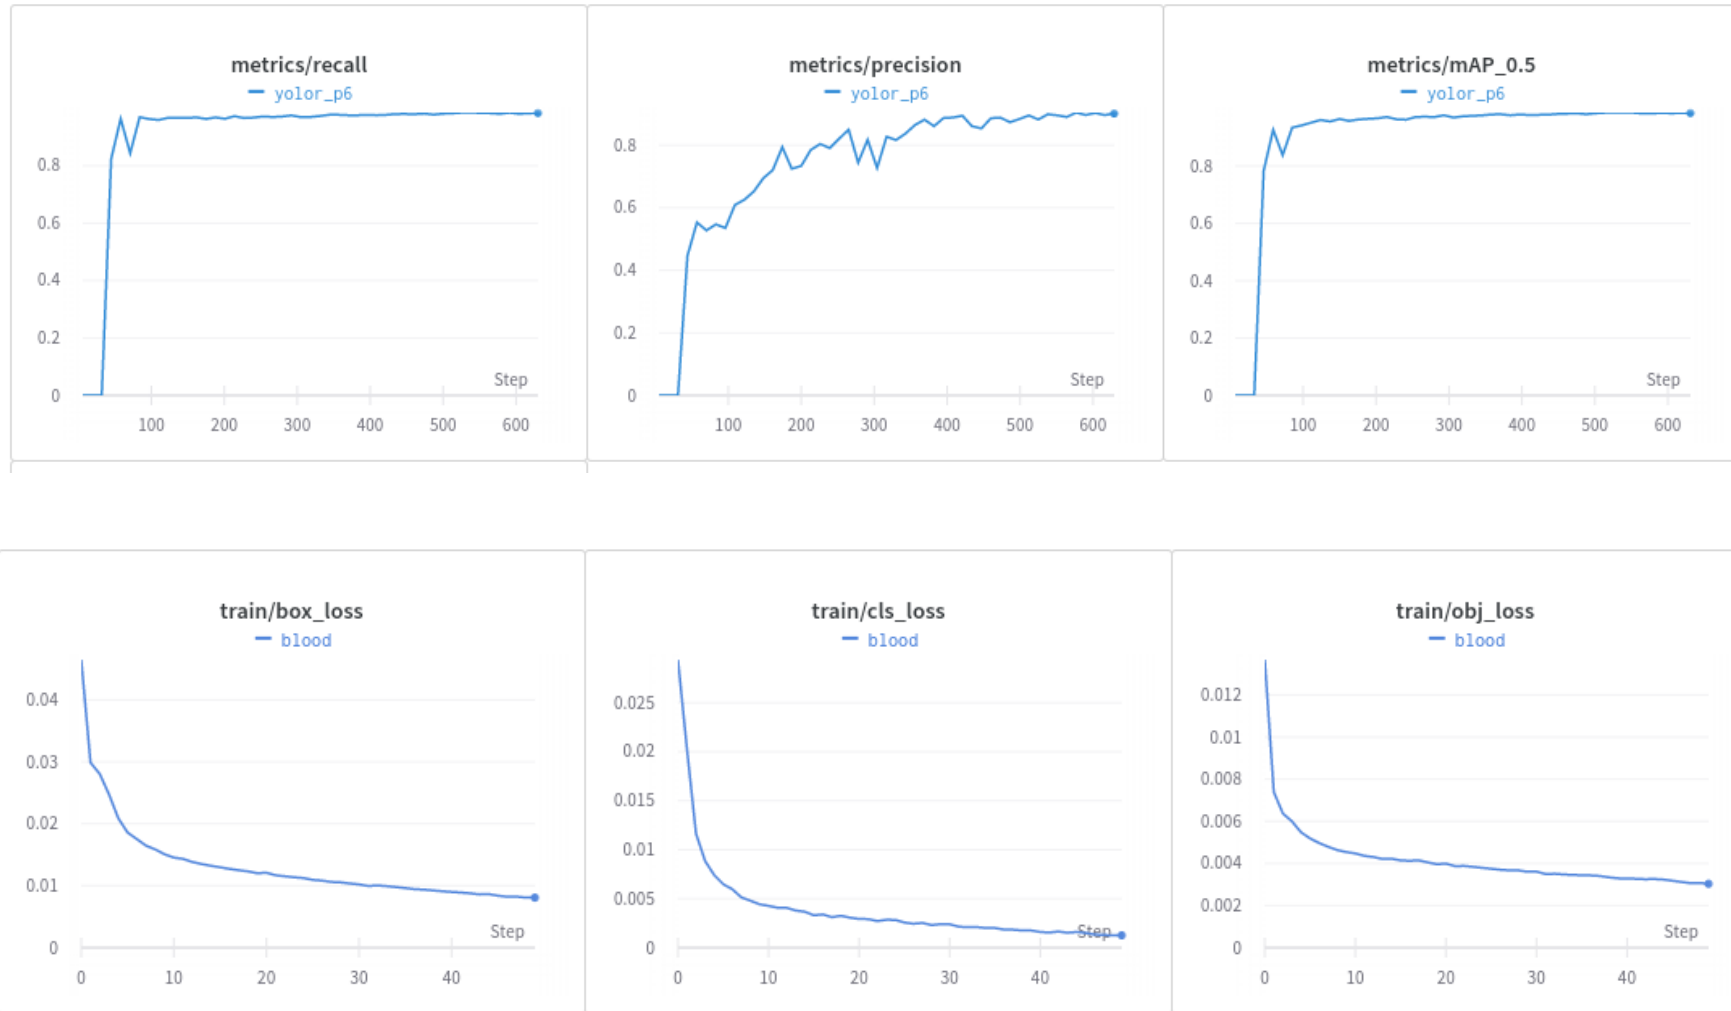 metrics/recall
yolor_p6
0.8
0.6
0.4
0.2
0
Step
100 200 300 400 500 600
metrics/precision
yolor_p6
0.8
0.6
0.4
0.2
0
Step
100 200 300 400 500 600
metrics/mAP_0.5
yolor_p6
0.8
0.6
0.4
0.2
0
Step
100 200 300 400 500 600
train/box_loss
blood
0.04
0.03
0.02
0.01
0
Step
0 10 20 30 40
train/cls_loss
blood
0.025
0.02
0.015
0.01
0.005
0
Step
0 10 20 30 40
train/obj_loss
blood
0.012
0.01
0.008
0.006
0.004
0.002
0
Step
0 10 20 30 40